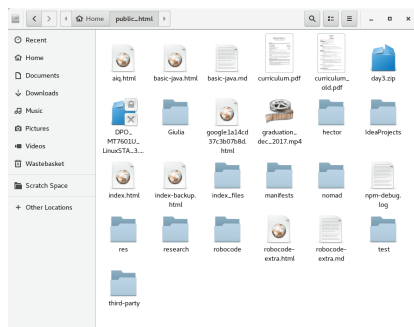 Home public_html
Recent
Home
Documents
Downloads
Music
Pictures
Videos
Wastebasket
Scratch Space
+ Other Locations
aiq.html
basic-java.html
basic-java.md
curriculum.pdf
curriculum_
old.pdf
day3.zip
DPO_
MT7601U_
LinuxSTA_3....
Giulia
google1a14cd
37c3b07b8d.
html
graduation_
dec_2017.mp4
hector
IdeaProjects
index.html
index-backup.
html
index_files
manifests
nomad
npm-debug.
log
res
research
robocode
robocode-
extra.html
robocode-
extra.md
test
third-party